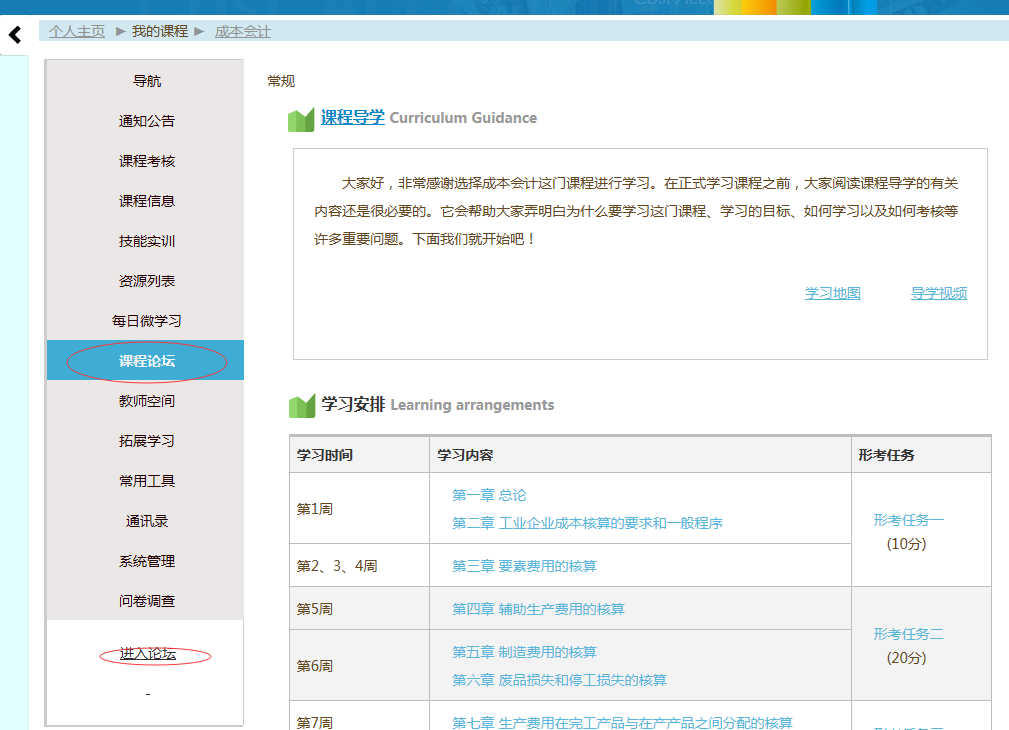 个人主页 ▶ 我的课程 ▶ 成本会计
导航
通知公告
课程考核
课程信息
技能实训
资源列表
每日微学习
课程论坛
教师空间
拓展学习
常用工具
通讯录
系统管理
问卷调查
进入论坛
-
常规
课程导学 Curriculum Guidance
大家好，非常感谢选择成本会计这门课程进行学习。在正式学习课程之前，大家阅读课程导学的有关
内容还是很必要的。它会帮助大家弄明白为什么要学习这门课程、学习的目标、如何学习以及如何考核等
许多重要问题。下面我们就开始吧！
学习地图 导学视频
学习安排 Learning arrangements
学习时间 学习内容 形考任务
第1周
第一章 总论
第二章 工业企业成本核算的要求和一般程序
形考任务一
(10分)
第2、3、4周 第三章 要素费用的核算
第5周 第四章 辅助生产费用的核算
形考任务二
(20分)
第6周
第五章 制造费用的核算
第六章 废品损失和停工损失的核算
第7周 第七章 生产费用在完工产品与在产产品之间分配的核算